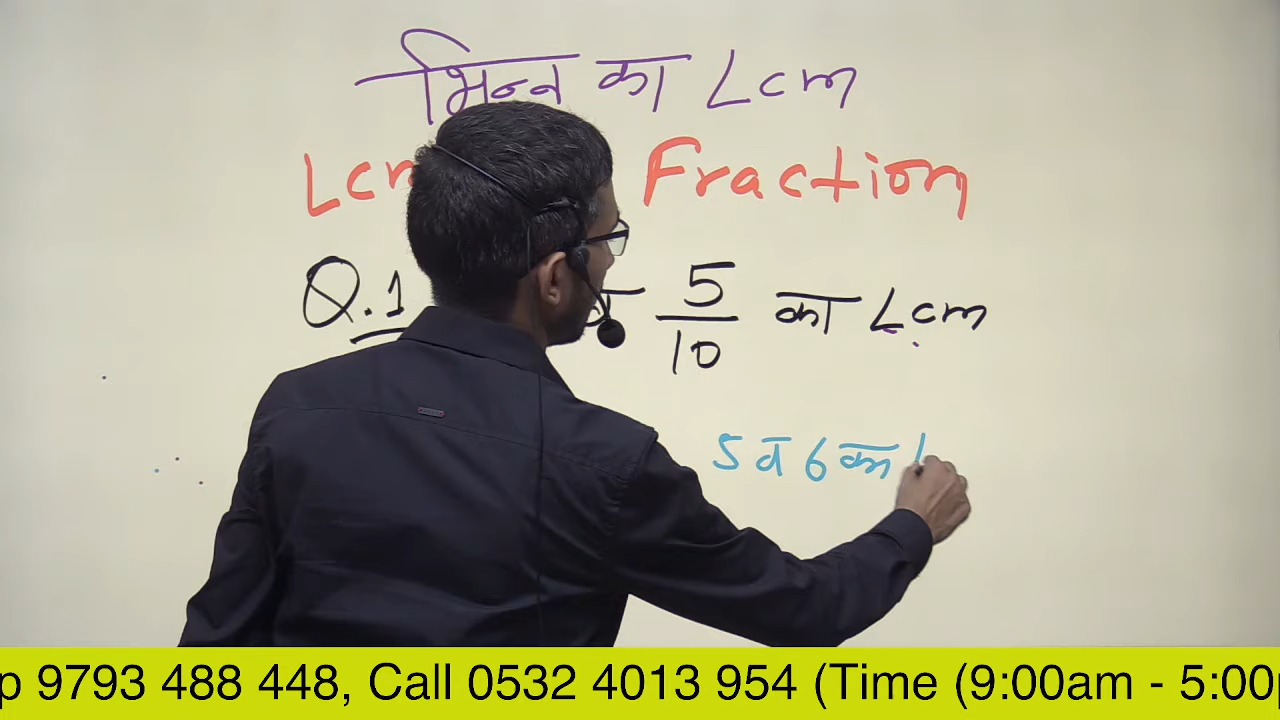 भिन्न का Lcm
Fraction
Q.1 5/10 का Lcm
5 व 6 का
9793 488 448, Call 0532 4013 954 (Time (9:00am - 5:00